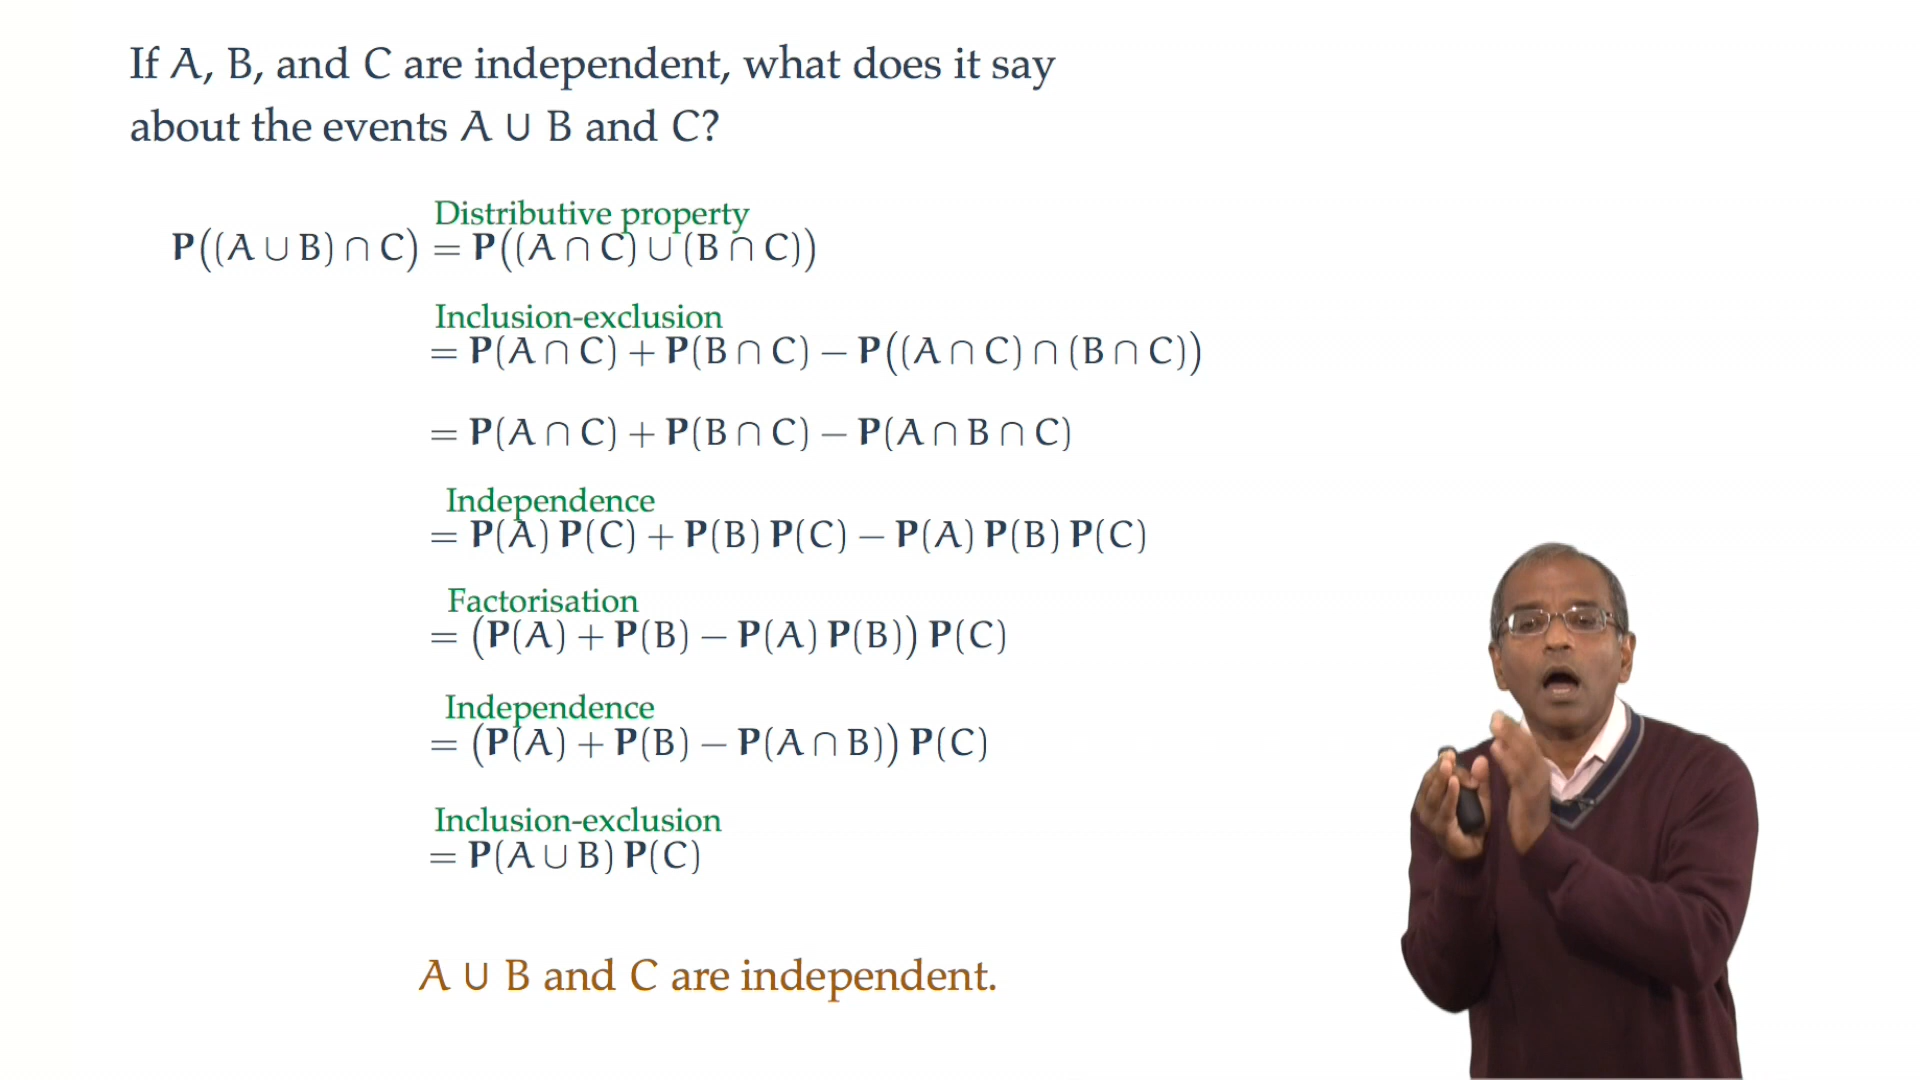 If A, B, and C are independent, what does it say
about the events A ∪ B and C?
Distributive property
P((A ∪ B) ∩ C) = P((A ∩ C) ∪ (B ∩ C))
Inclusion-exclusion
= P(A ∩ C) + P(B ∩ C) − P((A ∩ C) ∩ (B ∩ C))
= P(A ∩ C) + P(B ∩ C) − P(A ∩ B ∩ C)
Independence
= P(A) P(C) + P(B) P(C) − P(A) P(B) P(C)
Factorisation
= (P(A) + P(B) − P(A) P(B)) P(C)
Independence
= (P(A) + P(B) − P(A ∩ B)) P(C)
Inclusion-exclusion
= P(A ∪ B) P(C)
A ∪ B and C are independent.